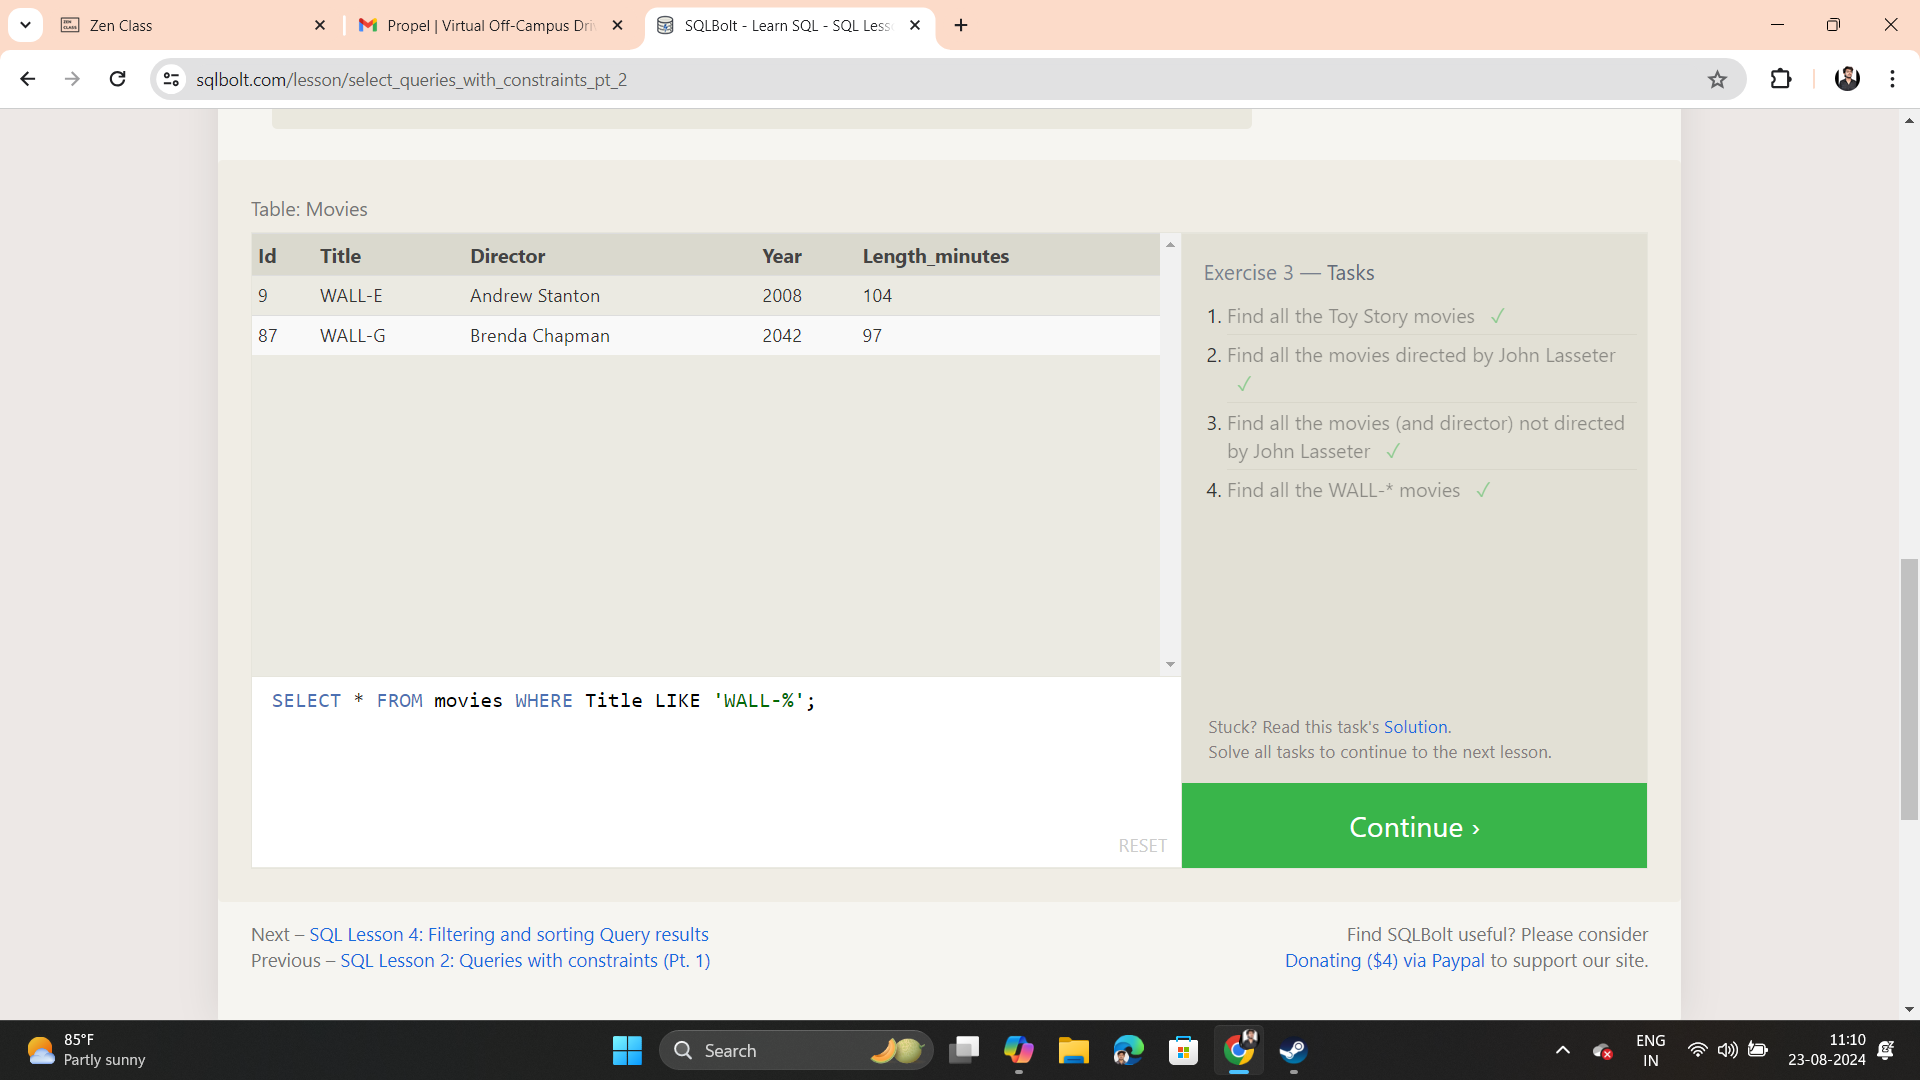 Zen Class
Propel | Virtual Off-Campus Dri
SQLBolt - Learn SQL - SQL Less
sqlbolt.com/lesson/select_queries_with_constraints_pt_2
Table: Movies
Id Title Director Year Length_minutes
9 WALL-E Andrew Stanton 2008 104
87 WALL-G Brenda Chapman 2042 97
Exercise 3 — Tasks
1. Find all the Toy Story movies ✓
2. Find all the movies directed by John Lasseter
✓
3. Find all the movies (and director) not directed
by John Lasseter ✓
4. Find all the WALL-* movies ✓
SELECT * FROM movies WHERE Title LIKE 'WALL-%';
RESET
Stuck? Read this task's Solution.
Solve all tasks to continue to the next lesson.
Continue ›
Next – SQL Lesson 4: Filtering and sorting Query results
Previous – SQL Lesson 2: Queries with constraints (Pt. 1)
Find SQLBolt useful? Please consider
Donating ($4) via Paypal to support our site.
85°F
Partly sunny
Search
ENG
IN
11:10
23-08-2024